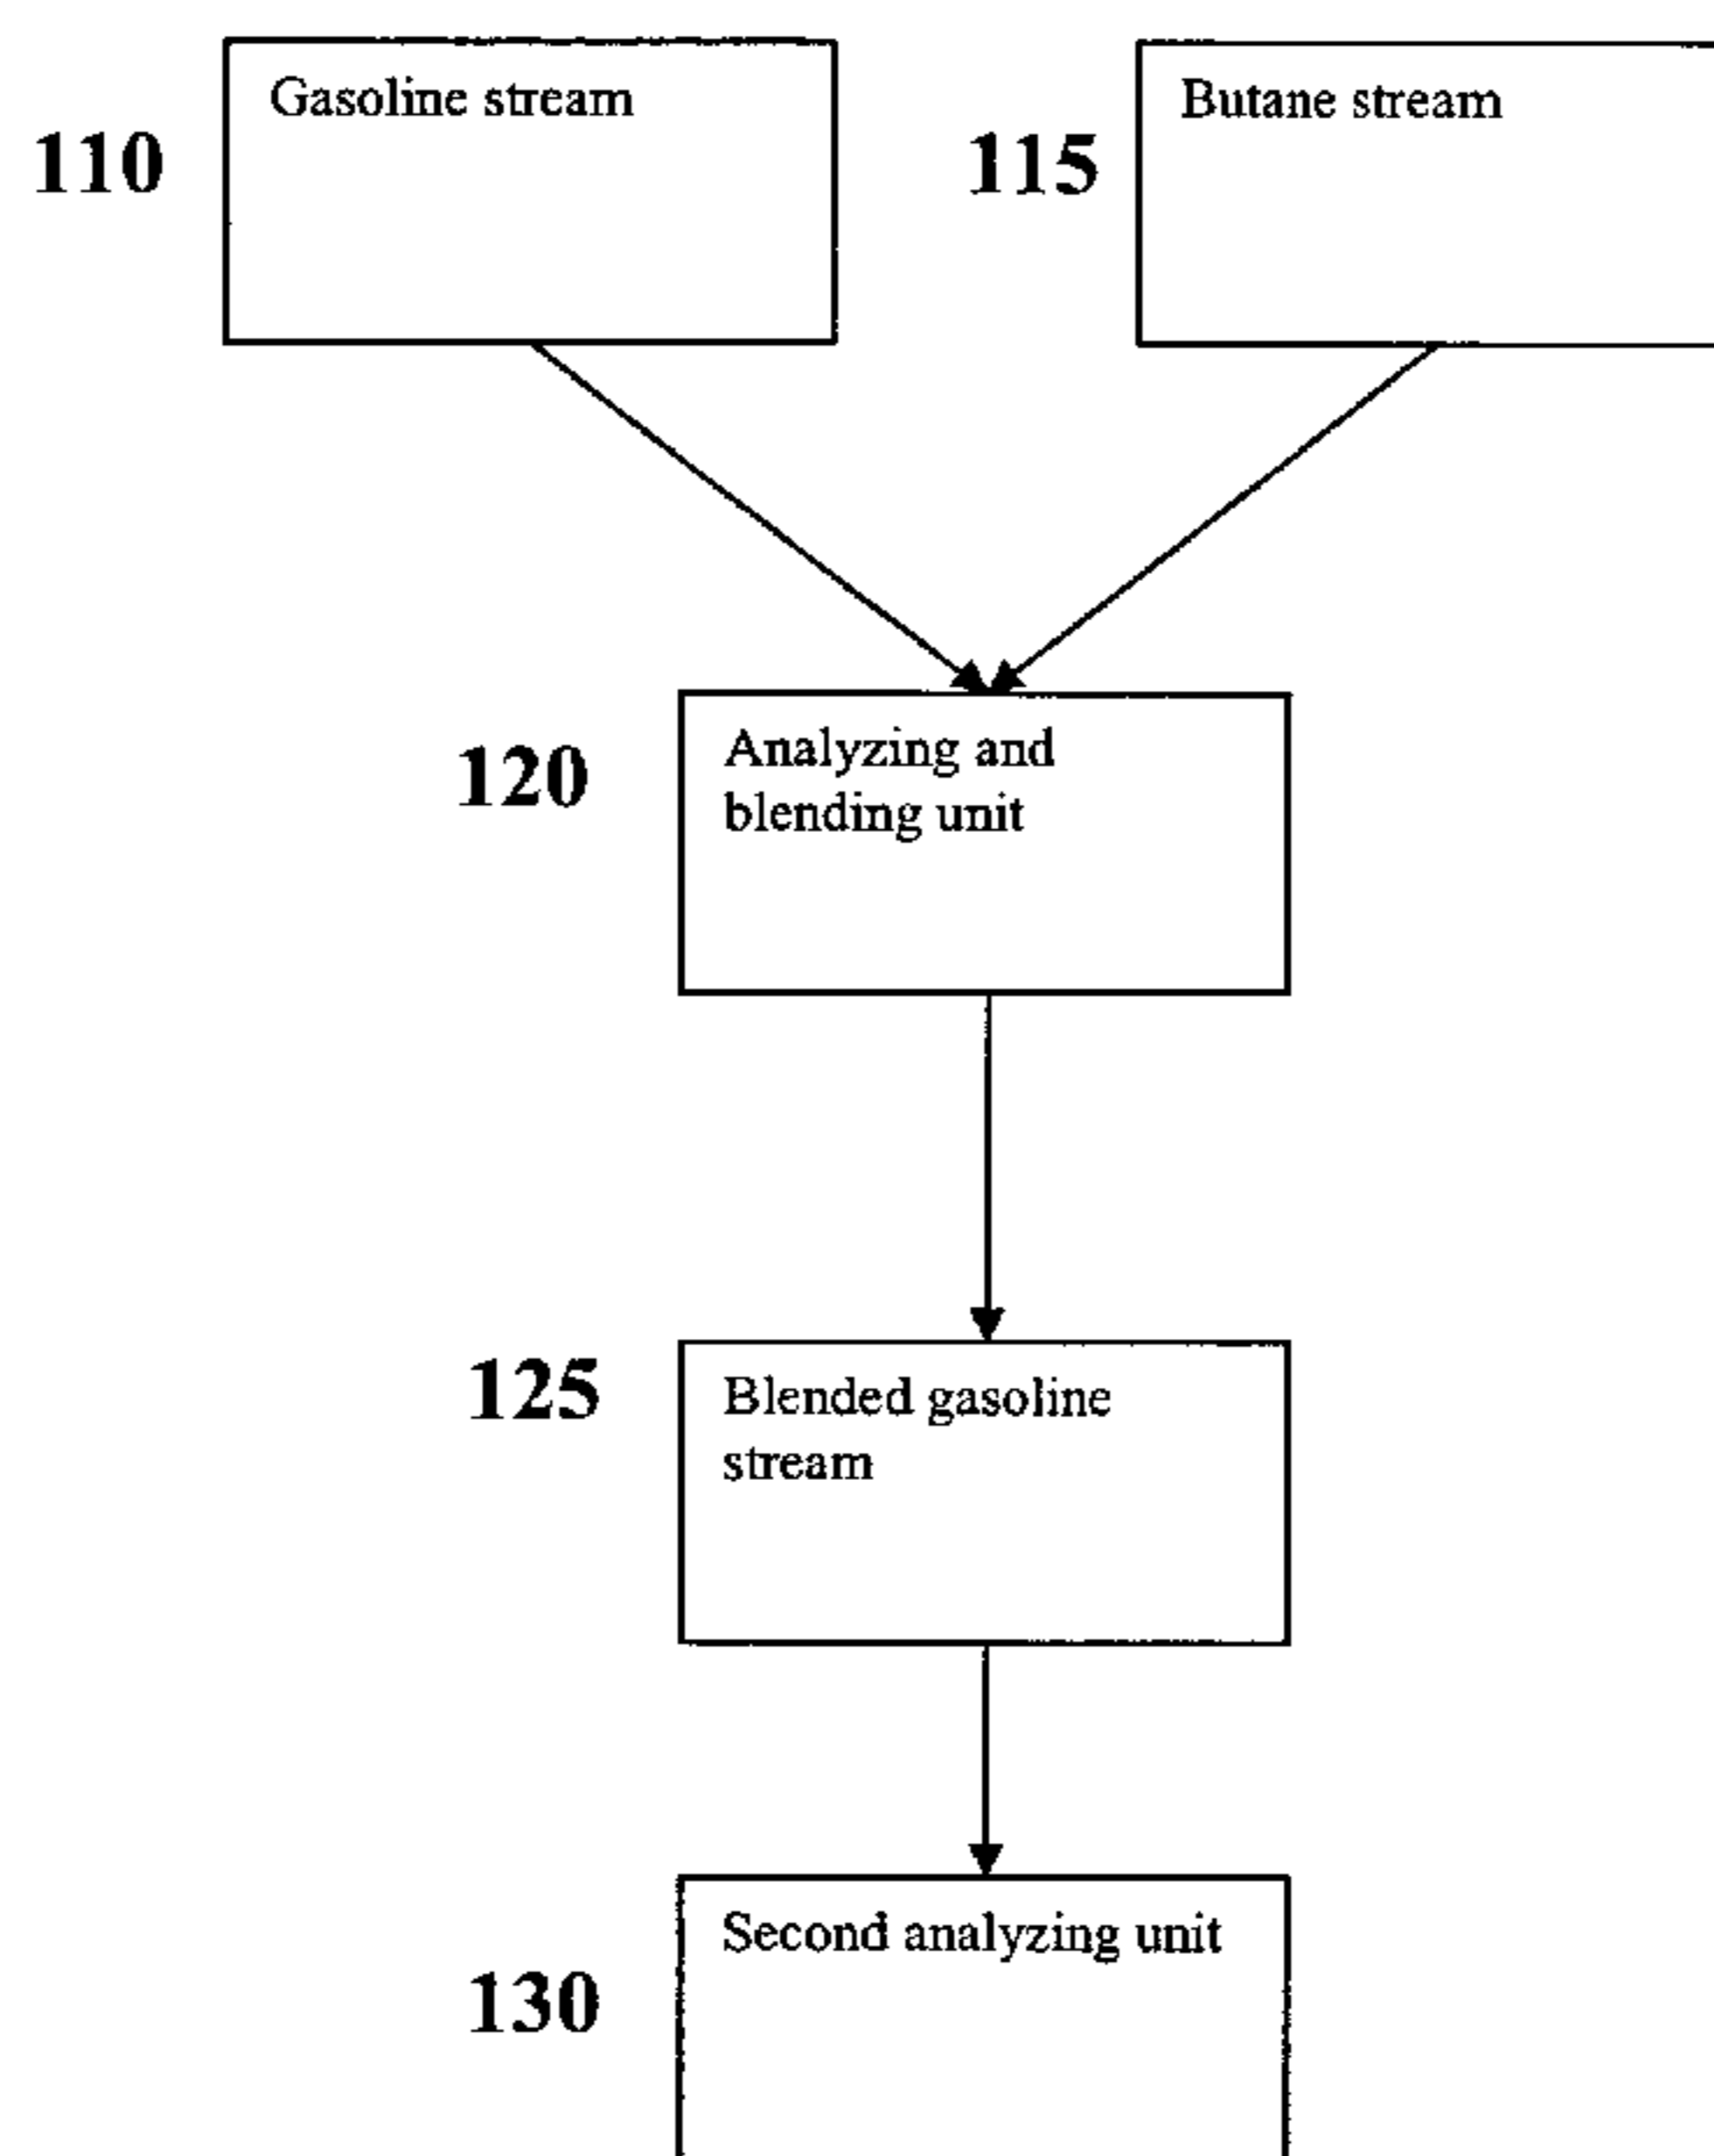 Gasoline stream
Butane stream
110
115
Analyzing and
blending unit
120
Blended gasoline
stream
125
Second analyzing unit
130